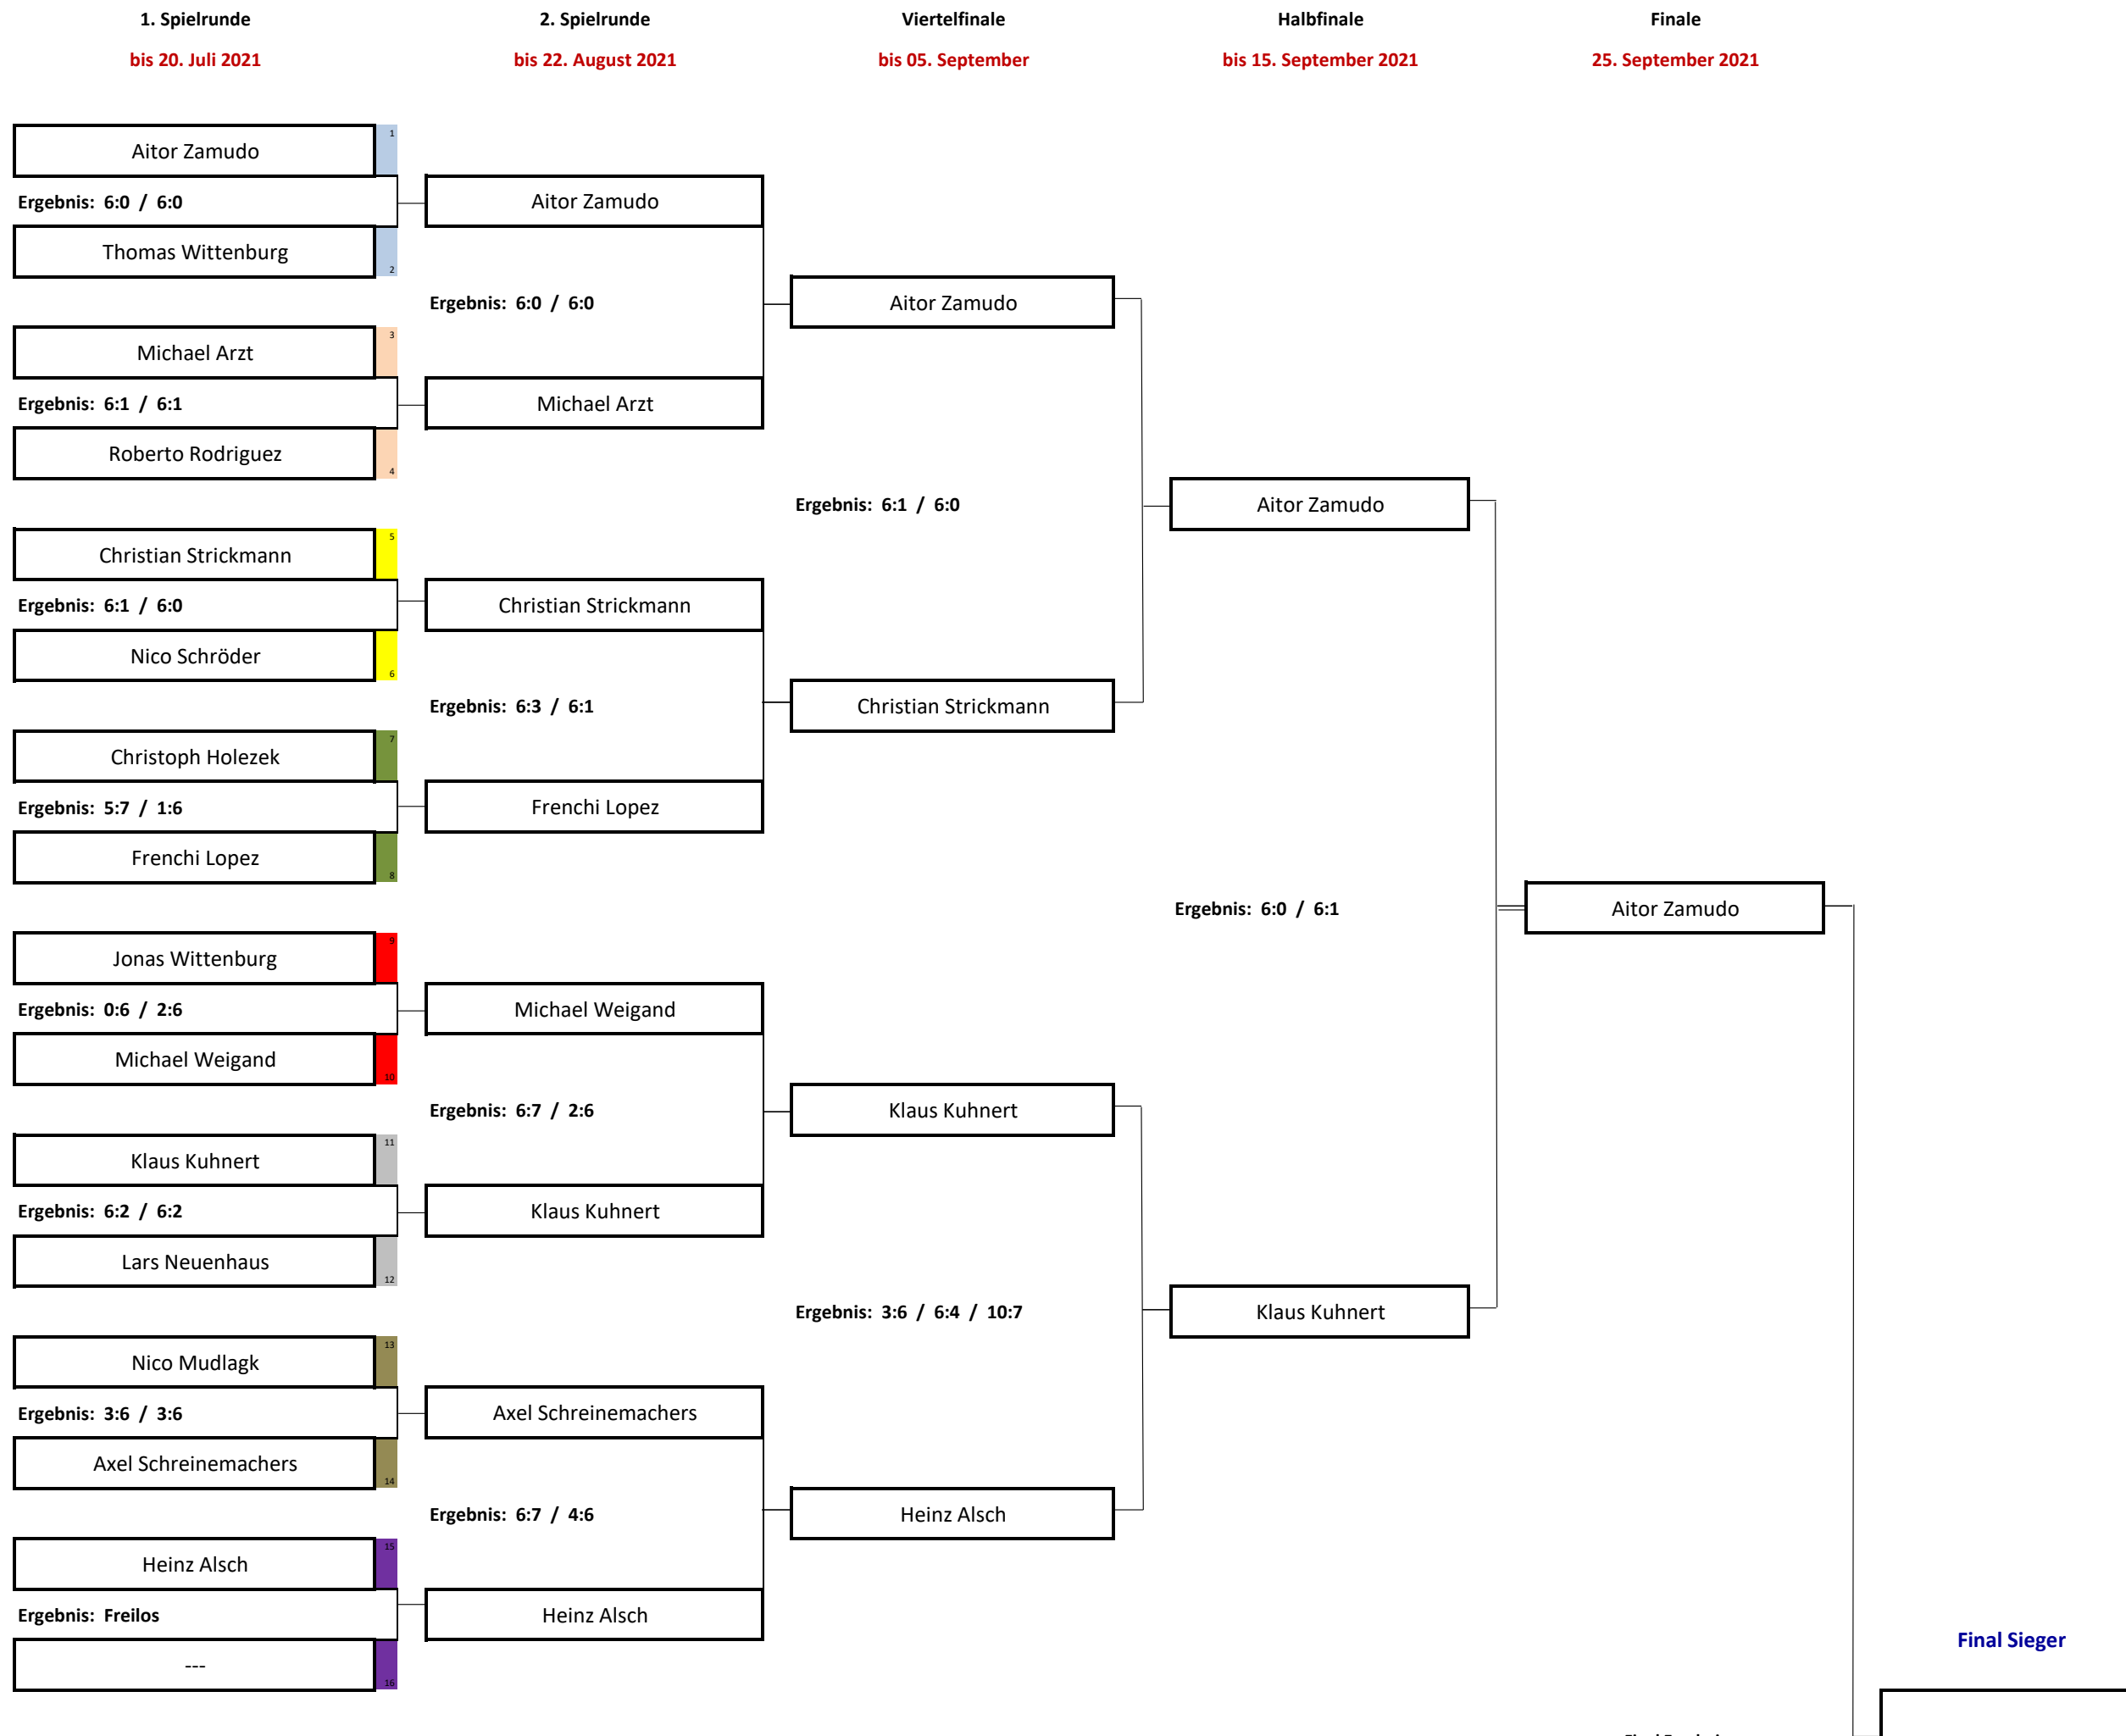 1. Spielrunde
2. Spielrunde
Viertelfinale
Halbfinale
Finale
bis 20. Juli 2021
bis 22. August 2021
bis 05. September
bis 15. September 2021
25. September 2021
1
Aitor Zamudo
Ergebnis: 6:0 / 6:0
Aitor Zamudo
Thomas Wittenburg
2
Ergebnis: 6:0 / 6:0
Aitor Zamudo
3
Michael Arzt
Ergebnis: 6:1 / 6:1
Michael Arzt
Roberto Rodriguez
4
Ergebnis: 6:1 / 6:0
Aitor Zamudo
5
Christian Strickmann
Ergebnis: 6:1 / 6:0
Christian Strickmann
Nico Schröder
6
Ergebnis: 6:3 / 6:1
Christian Strickmann
7
Christoph Holezek
Ergebnis: 5:7 / 1:6
Frenchi Lopez
Frenchi Lopez
8
Ergebnis: 6:0 / 6:1
Aitor Zamudo
9
Jonas Wittenburg
Ergebnis: 0:6 / 2:6
Michael Weigand
Michael Weigand
10
Ergebnis: 6:7 / 2:6
Klaus Kuhnert
11
Klaus Kuhnert
Ergebnis: 6:2 / 6:2
Klaus Kuhnert
Lars Neuenhaus
12
Ergebnis: 3:6 / 6:4 / 10:7
Klaus Kuhnert
13
Nico Mudlagk
Ergebnis: 3:6 / 3:6
Axel Schreinemachers
Axel Schreinemachers
14
Ergebnis: 6:7 / 4:6
Heinz Alsch
15
Heinz Alsch
Ergebnis: Freilos
Heinz Alsch
---
16
Final Sieger